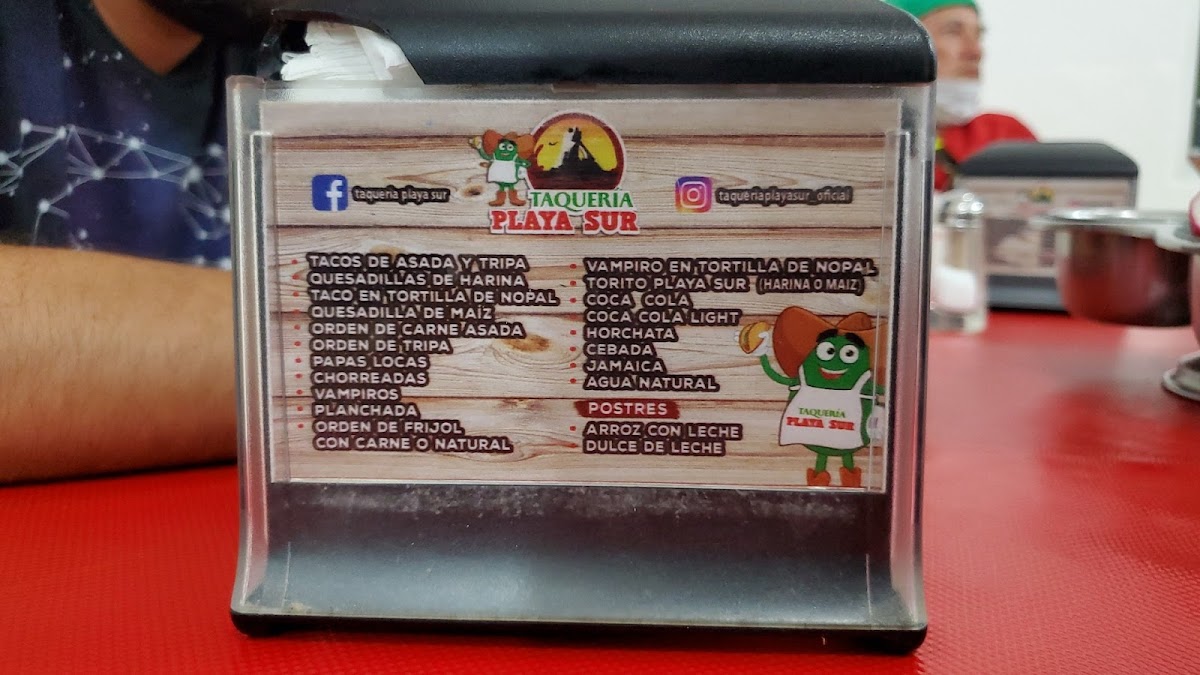 taqueria playa sur
TAQUERÍA
PLAYA SUR
taqueriaplayasur_oficial
TACOS DE ASADA Y TRIPA
QUESADILLAS DE HARINA
TACO EN TORTILLA DE NOPAL
QUESADILLA DE MAÍZ
ORDEN DE CARNE ASADA
ORDEN DE TRIPA
PAPAS LOCAS
CHORREADAS
VAMPIROS
PLANCHADA
ORDEN DE FRIJOL
CON CARNE O NATURAL
VAMPIRO EN TORTILLA DE NOPAL
TORITO PLAYA SUR (HARINA O MAIZ)
COCA COLA
COCA COLA LIGHT
HORCHATA
CEBADA
JAMAICA
AGUA NATURAL
POSTRES
ARROZ CON LECHE
DULCE DE LECHE
TAQUERÍA
PLAYA SUR